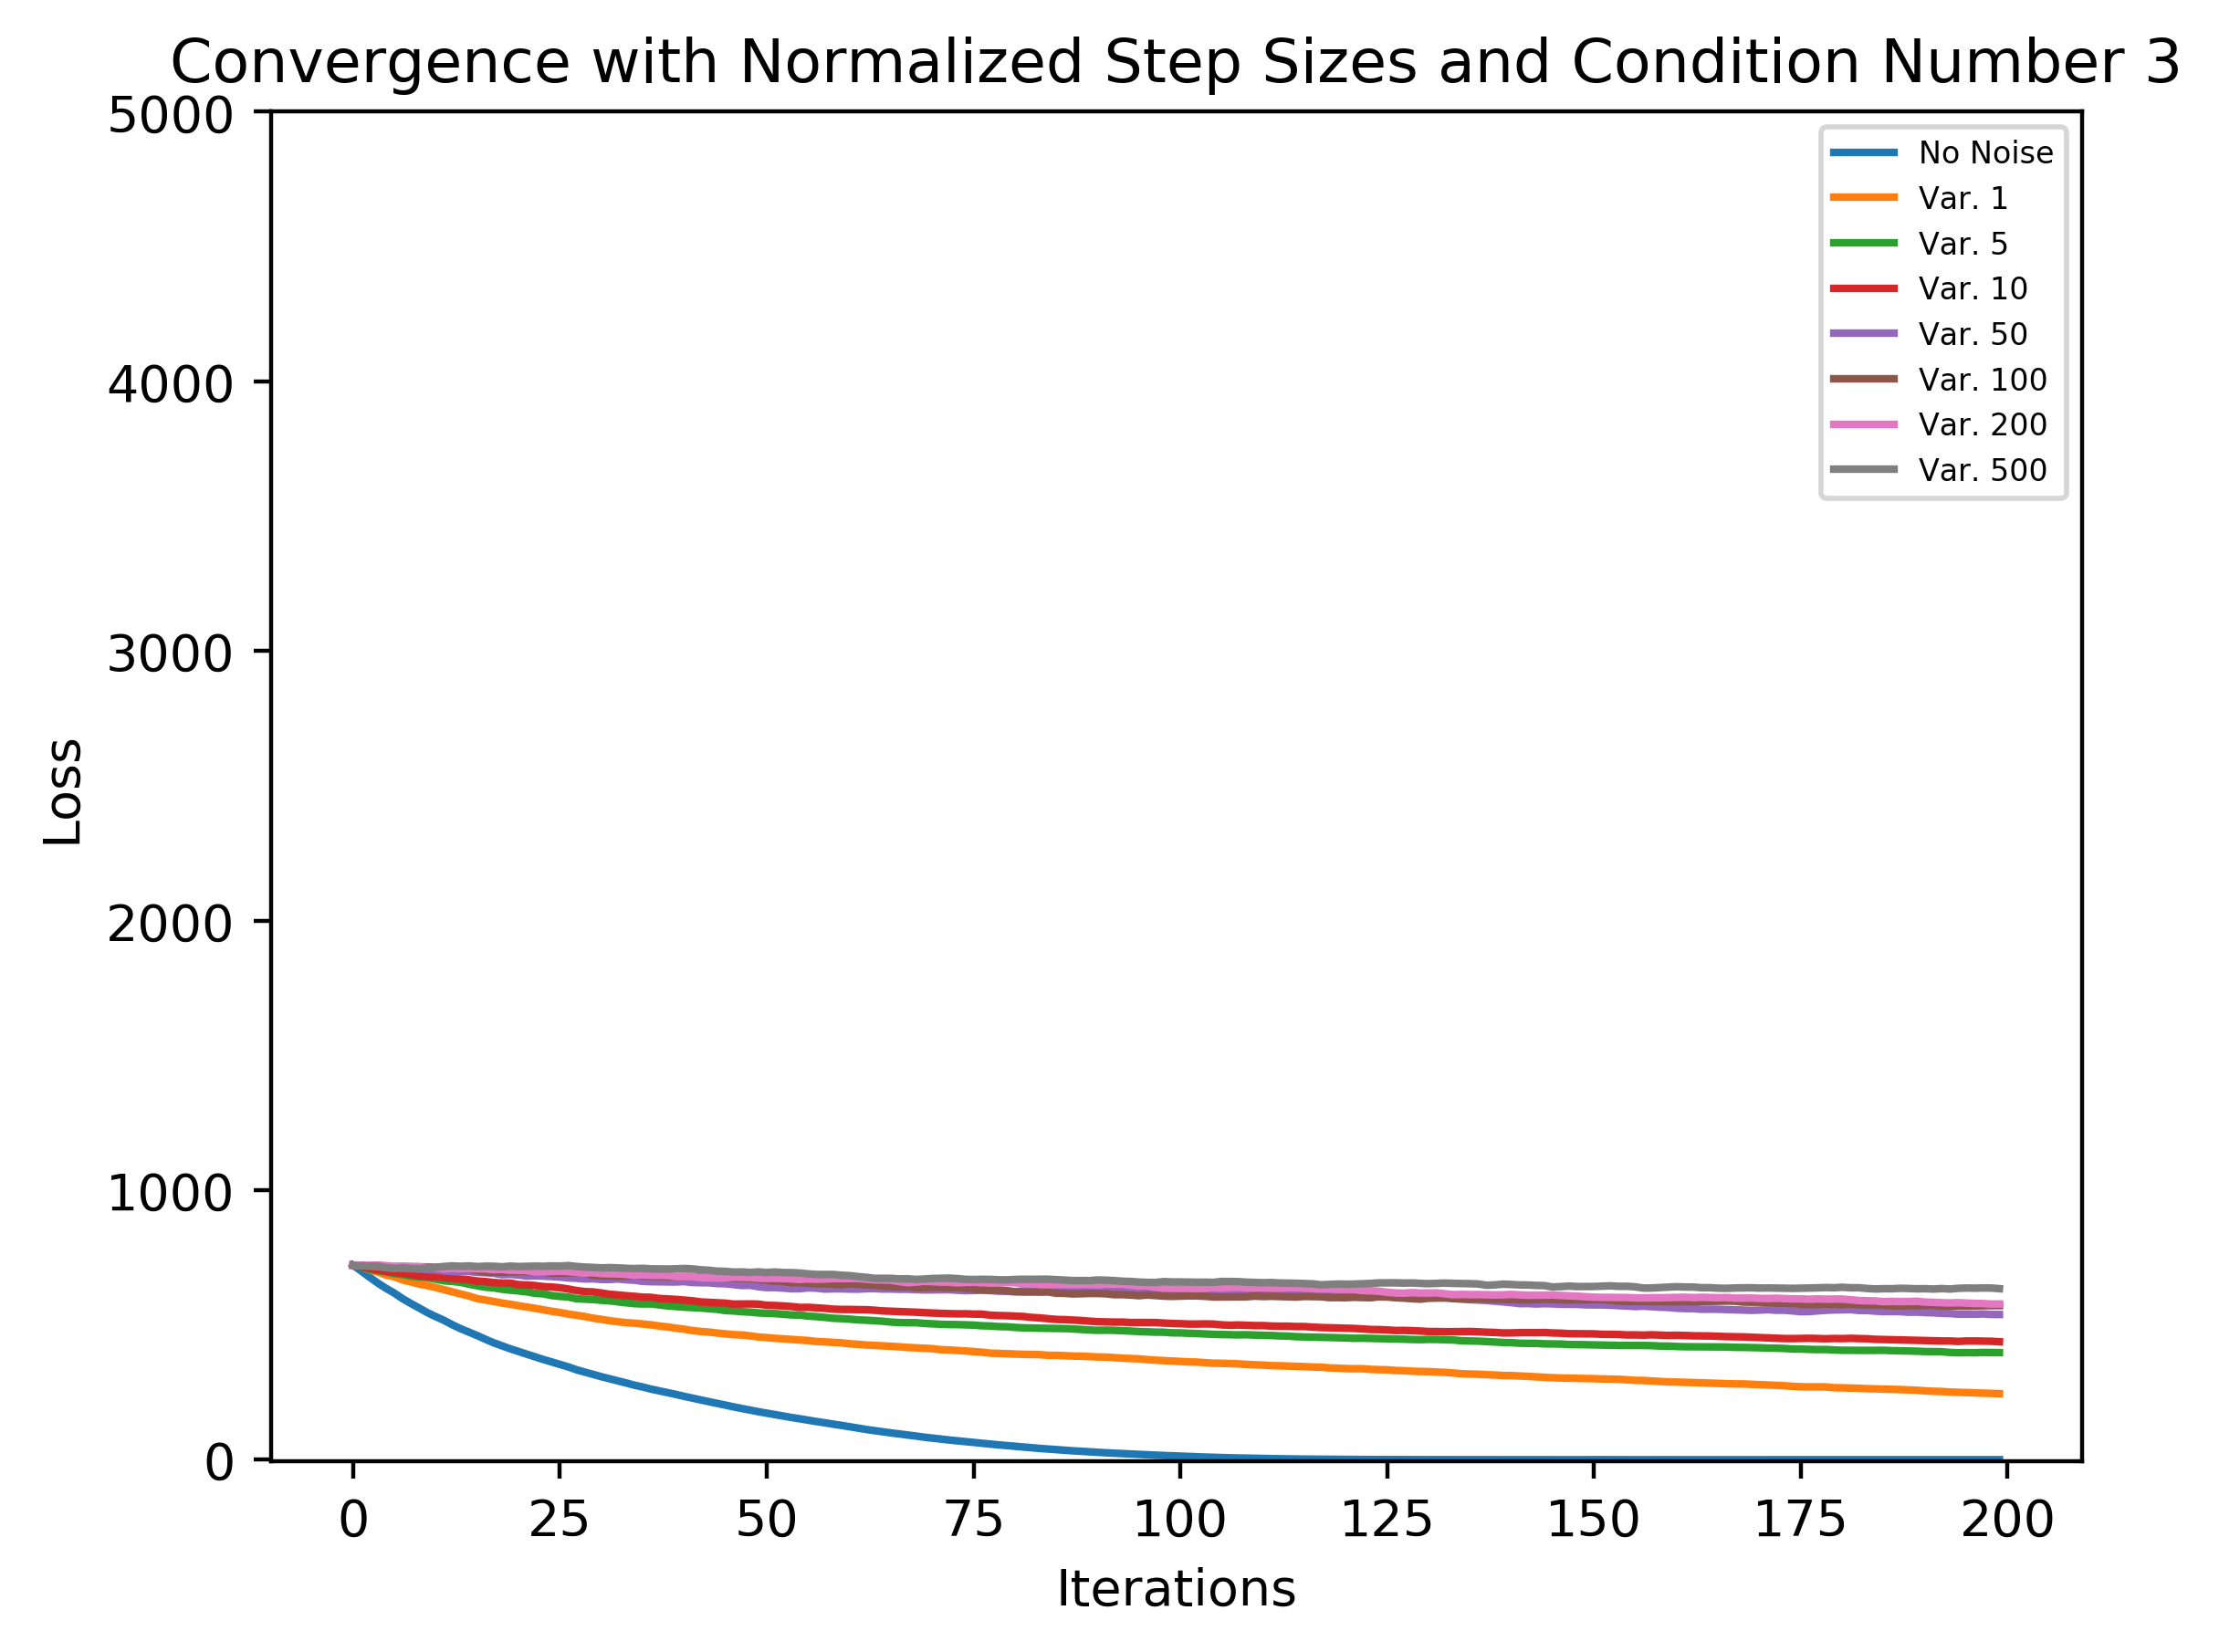 Convergence with Normalized Step Sizes and Condition Number 3
5000
4000
3000
2000
1000
0
Loss
No Noise
Var. 1
Var. 5
Var. 10
Var. 50
Var. 100
Var. 200
Var. 500
0 25 50 75 100 125 150 175 200
Iterations